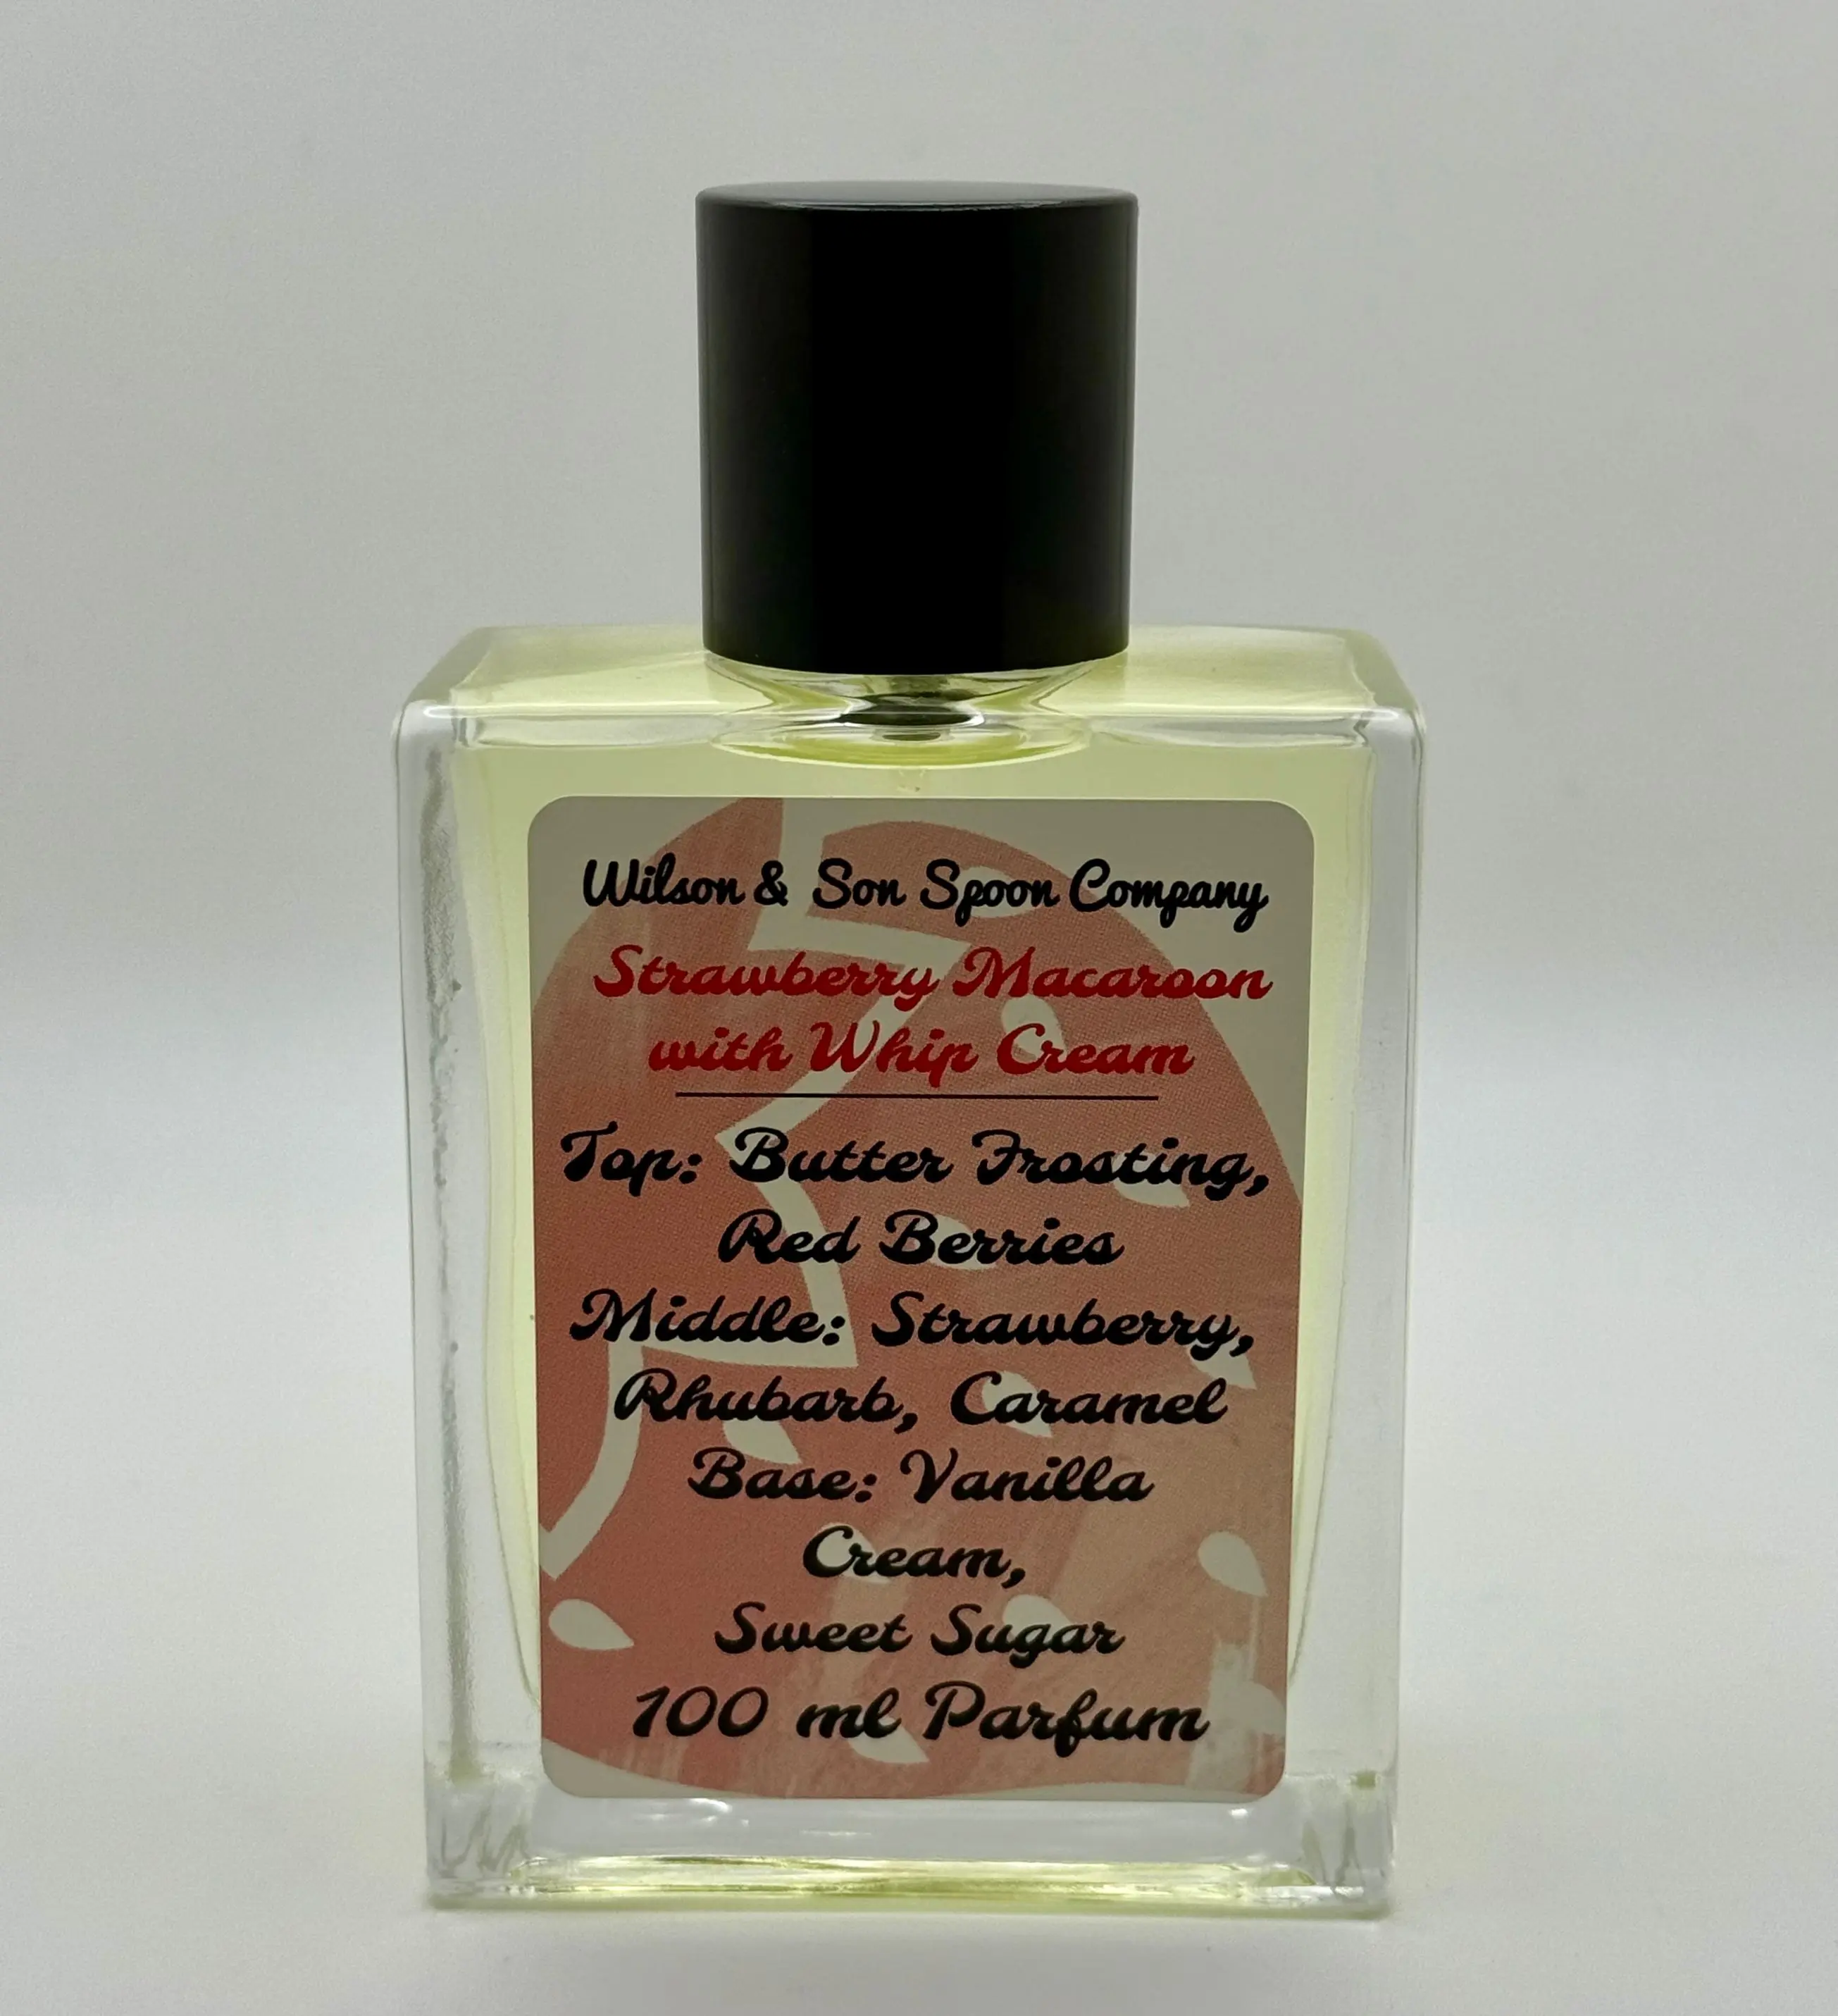 Wilson & Son Spoon Company
Strawberry Macaroon
with Whip Cream
Top: Butter Frosting,
Red Berries
Middle: Strawberry,
Rhubarb, Caramel
Base: Vanilla
Cream,
Sweet Sugar
100 ml Parfum